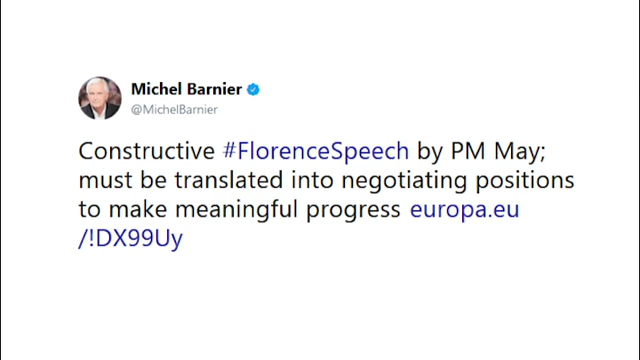 Michel Barnier
@MichelBarnier
Constructive #FlorenceSpeech by PM May;
must be translated into negotiating positions
to make meaningful progress europa.eu
/!DX99Uy